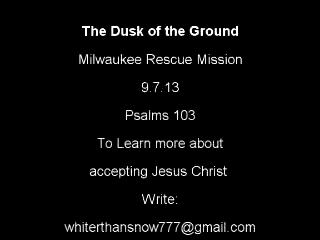 The Dusk of the Ground
Milwaukee Rescue Mission
9.7.13
Psalms 103
To Learn more about
accepting Jesus Christ
Write:
whiterthansnow777@gmail.com